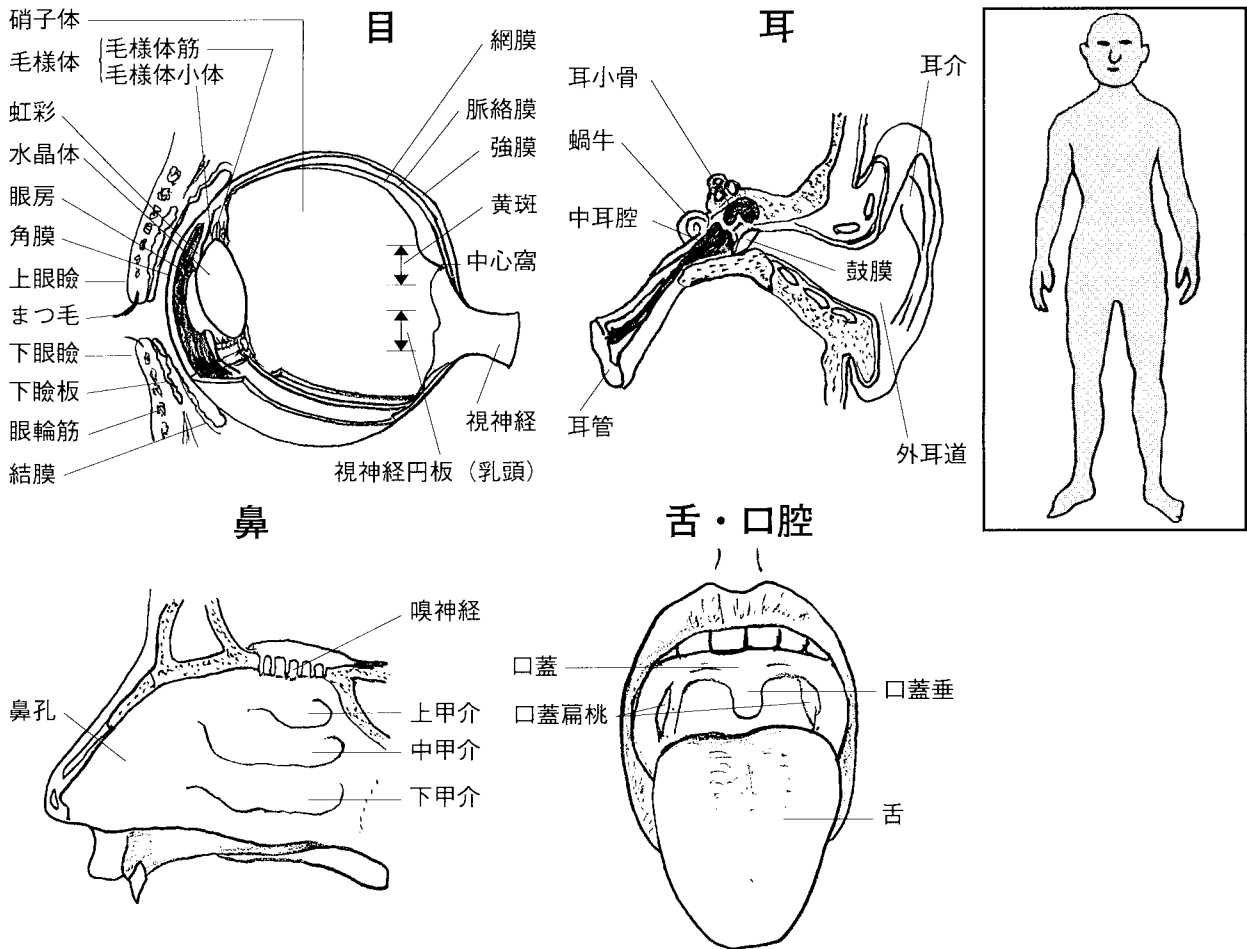 目
硝子体
毛様体
毛様体筋
毛様体小体
虹彩
水晶体
眼房
角膜
上眼瞼
まつ毛
下眼瞼
下瞼板
眼輪筋
結膜
網膜
脈絡膜
強膜
黄斑
中心窩
視神経
視神経円板（乳頭）
耳
耳小骨
蝸牛
中耳腔
耳管
耳介
鼓膜
外耳道
鼻
嗅神経
鼻孔
上甲介
中甲介
下甲介
舌・口腔
口蓋
口蓋扁桃
口蓋垂
舌